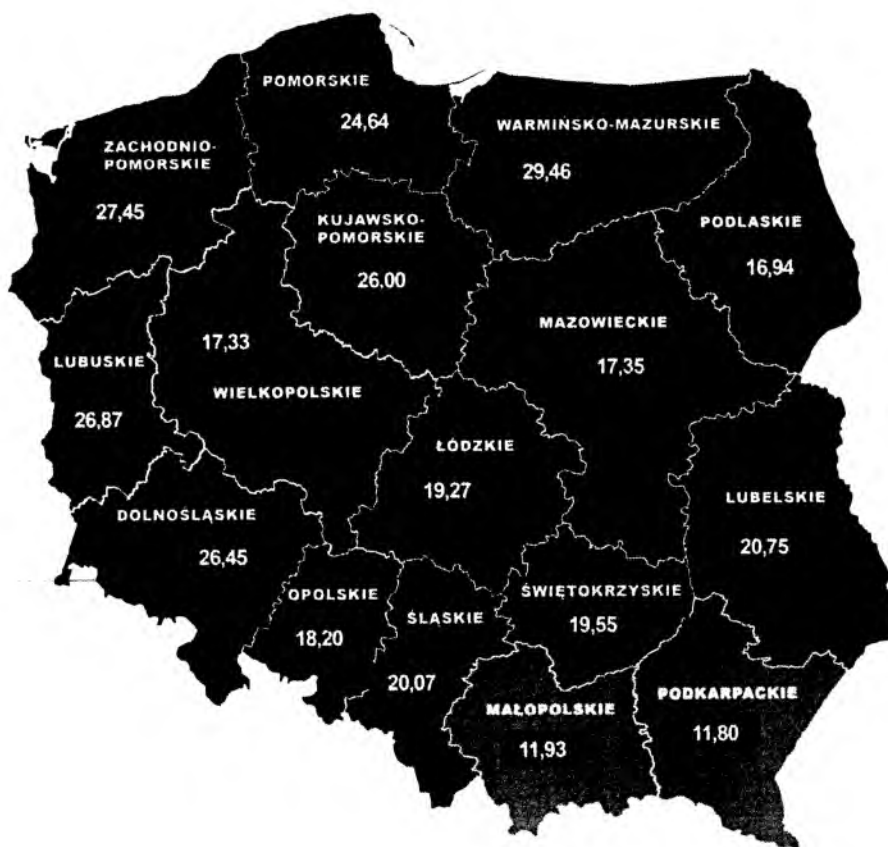 POMORSKIE
24,64
WARMIŃSKO-MAZURSKIE
29,46
ZACHODNIO-
POMORSKIE
27,45
KUJAWSKO-
POMORSKIE
26,00
PODLASKIE
16,94
MAZOWIECKIE
17,35
17,33
WIELKOPOLSKIE
LUBUSKIE
26,87
ŁÓDZKIE
19,27
LUBELSKIE
20,75
DOLNOŚLĄSKIE
26,45
OPOLSKIE
18,20
ŚLĄSKIE
20,07
ŚWIĘTOKRZYSKIE
19,55
MAŁOPOLSKIE
11,93
PODKARPACKIE
11,80